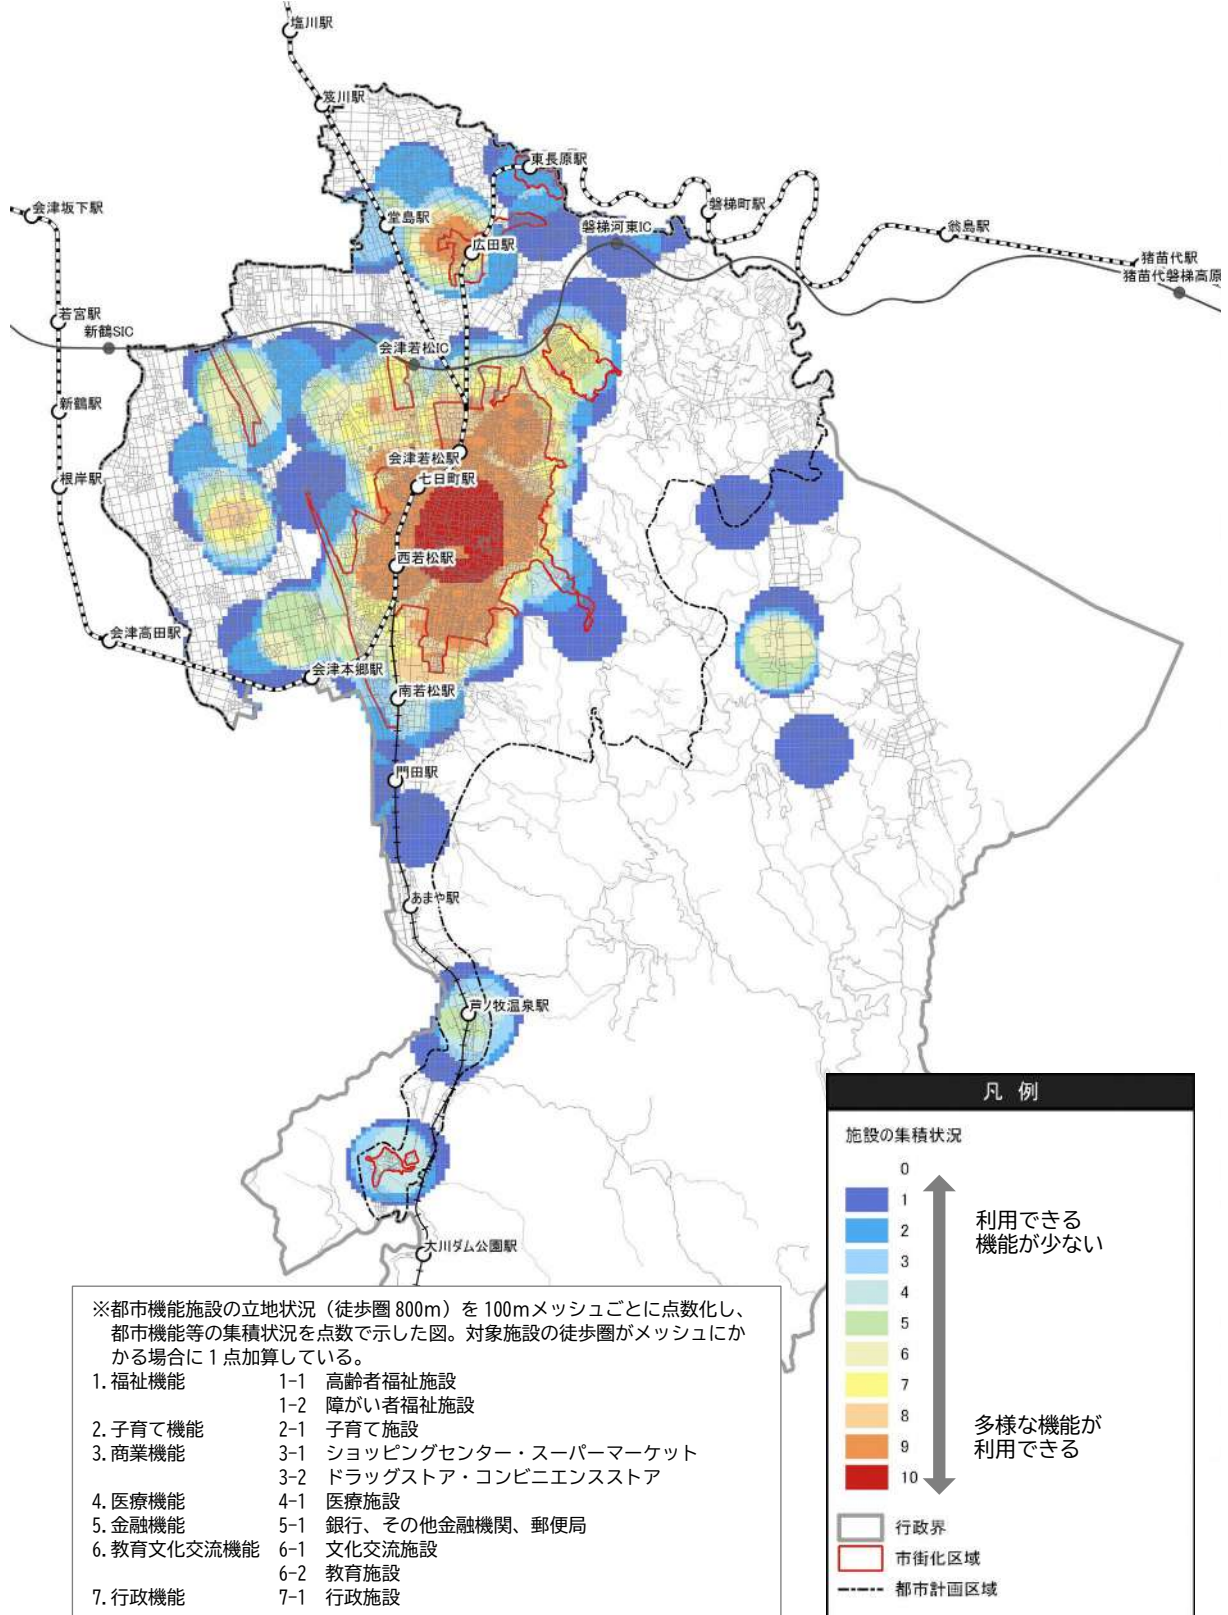 塩川駅
笈川駅
東長原駅
会津坂下駅
堂島駅
磐梯町駅
磐梯河東IC
翁島駅
広田駅
猪苗代駅
猪苗代磐梯高原
若宮駅
新鶴SIC
会津若松IC
新鶴駅
会津若松駅
七日町駅
根岸駅
西若松駅
会津高田駅
会津本郷駅
南若松駅
門田駅
あまや駅
芦ノ牧温泉駅
大川ダム公園駅
凡 例
施設の集積状況
0
1
2
3
4
5
6
7
8
9
10
利用できる
機能が少ない
多様な機能が
利用できる
行政界
市街化区域
都市計画区域
※都市機能施設の立地状況（徒歩圏 800m）を 100mメッシュごとに点数化し、
都市機能等の集積状況を点数で示した図。対象施設の徒歩圏がメッシュにか
かる場合に1点加算している。
1.福祉機能 1-1 高齢者福祉施設
1-2 障がい者福祉施設
2.子育て機能 2-1 子育て施設
3.商業機能 3-1 ショッピングセンター・スーパーマーケット
3-2 ドラッグストア・コンビニエンスストア
4.医療機能 4-1 医療施設
5.金融機能 5-1 銀行、その他金融機関、郵便局
6.教育文化交流機能 6-1 文化交流施設
6-2 教育施設
7.行政機能 7-1 行政施設